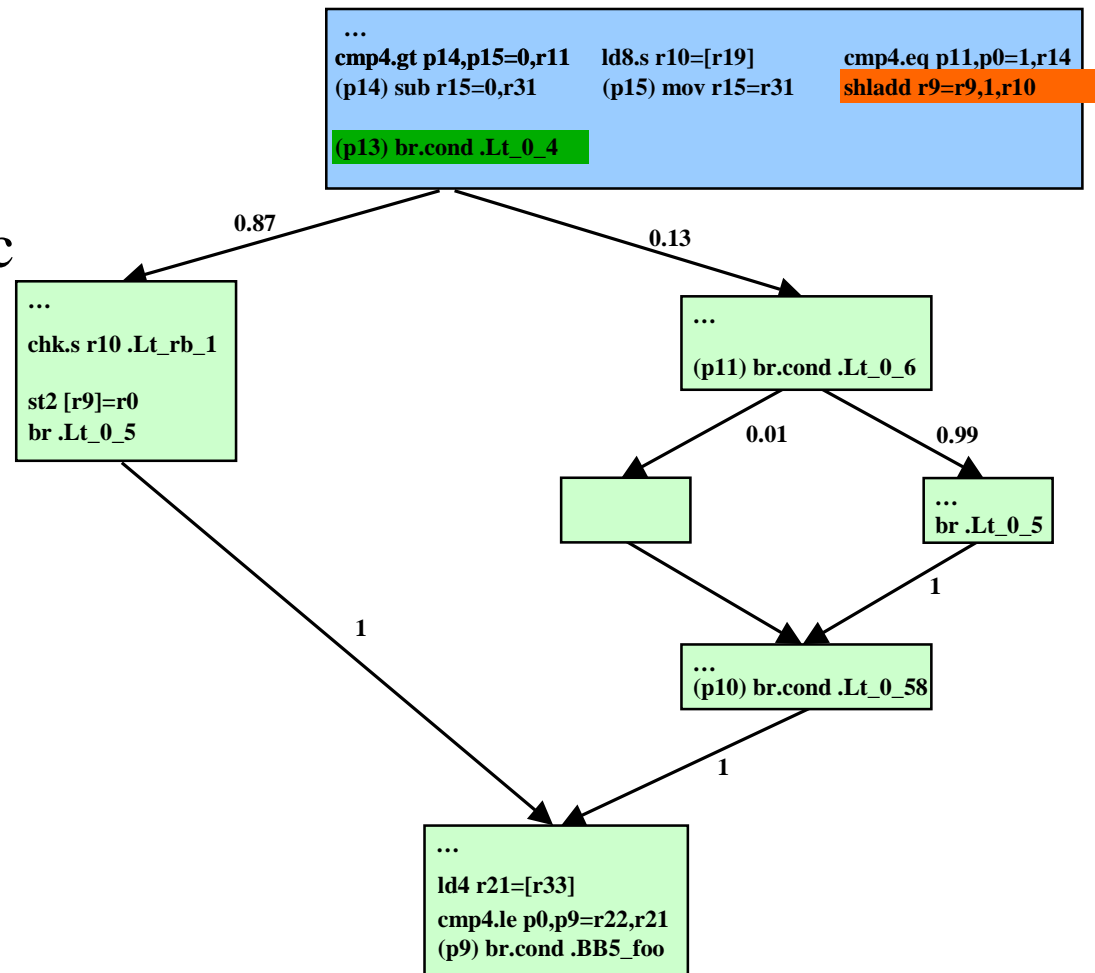 …
cmp4.gt p14,p15=0,r11 ld8.s r10=[r19] cmp4.eq p11,p0=1,r14
(p14) sub r15=0,r31 (p15) mov r15=r31 shladd r9=r9,1,r10
(p13) br.cond .Lt_0_4
0.87
0.13
c
…
chk.s r10 .Lt_rb_1
st2 [r9]=r0
br .Lt_0_5
…
(p11) br.cond .Lt_0_6
0.01
0.99
…
br .Lt_0_5
1
1
…
(p10) br.cond .Lt_0_58
1
…
ld4 r21=[r33]
cmp4.le p0,p9=r22,r21
(p9) br.cond .BB5_foo